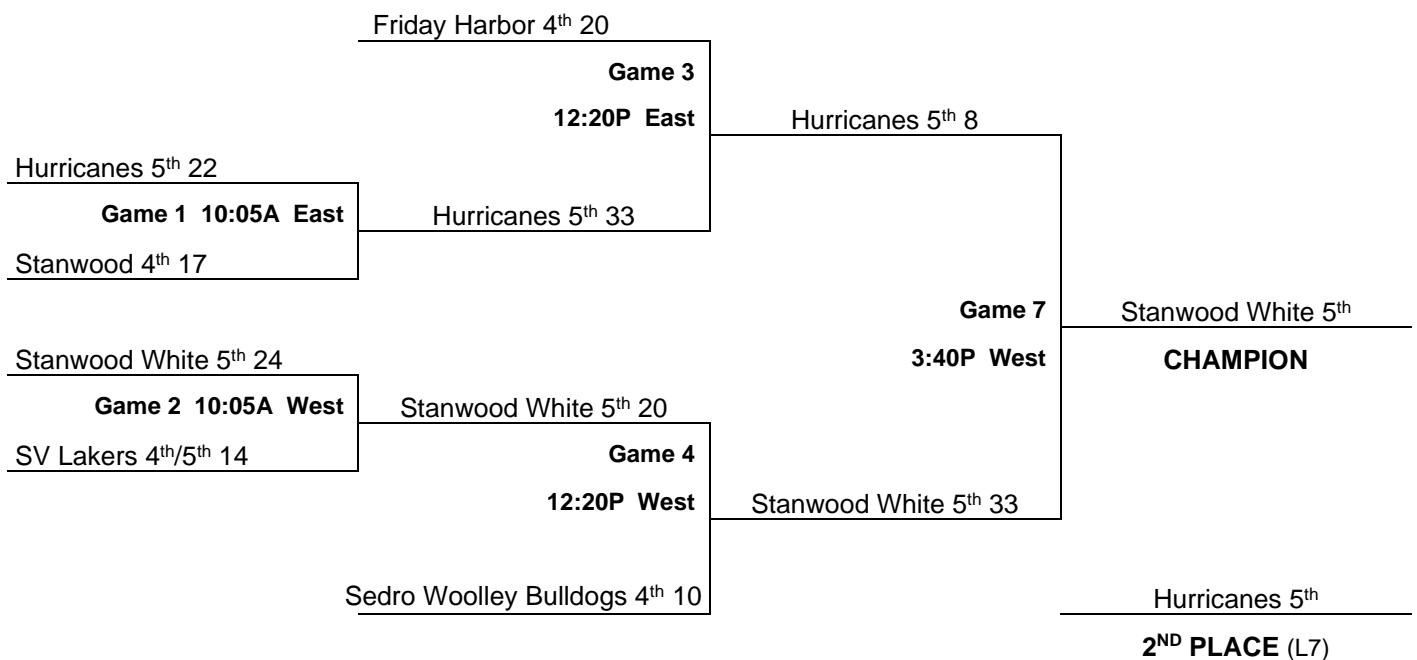 Friday Harbor 4th 20
Game 3
12:20P East
Hurricanes 5th 8
Hurricanes 5th 22
Game 1 10:05A East
Hurricanes 5th 33
Stanwood 4th 17
Game 7
Stanwood White 5th
Stanwood White 5th 24
3:40P West
CHAMPION
Game 2 10:05A West
Stanwood White 5th 20
SV Lakers 4th/5th 14
Game 4
12:20P West
Stanwood White 5th 33
Sedro Woolley Bulldogs 4th 10
Hurricanes 5th
2ND PLACE (L7)